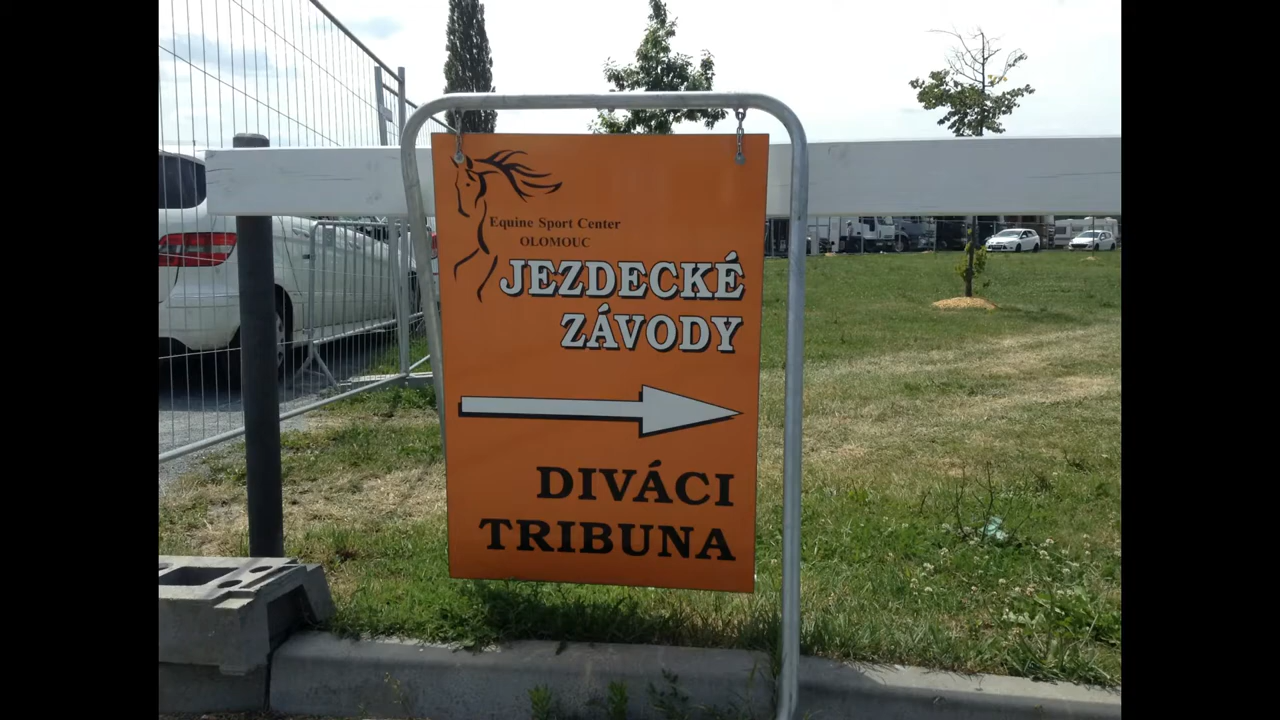 Equine Sport Center
OLOMOUC
JEZDECKÉ
ZÁVODY
DIVÁCI
TRIBUNA